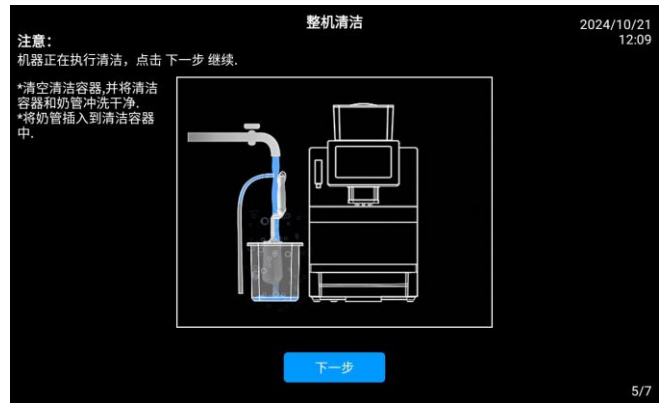 整机清洁
2024/10/21
12:09
注意：
机器正在执行清洁，点击 下一步 继续.
*清空清洁容器,并将清洁
容器和奶管冲洗干净.
*将奶管插入到清洁容器
中.
下一步
5/7